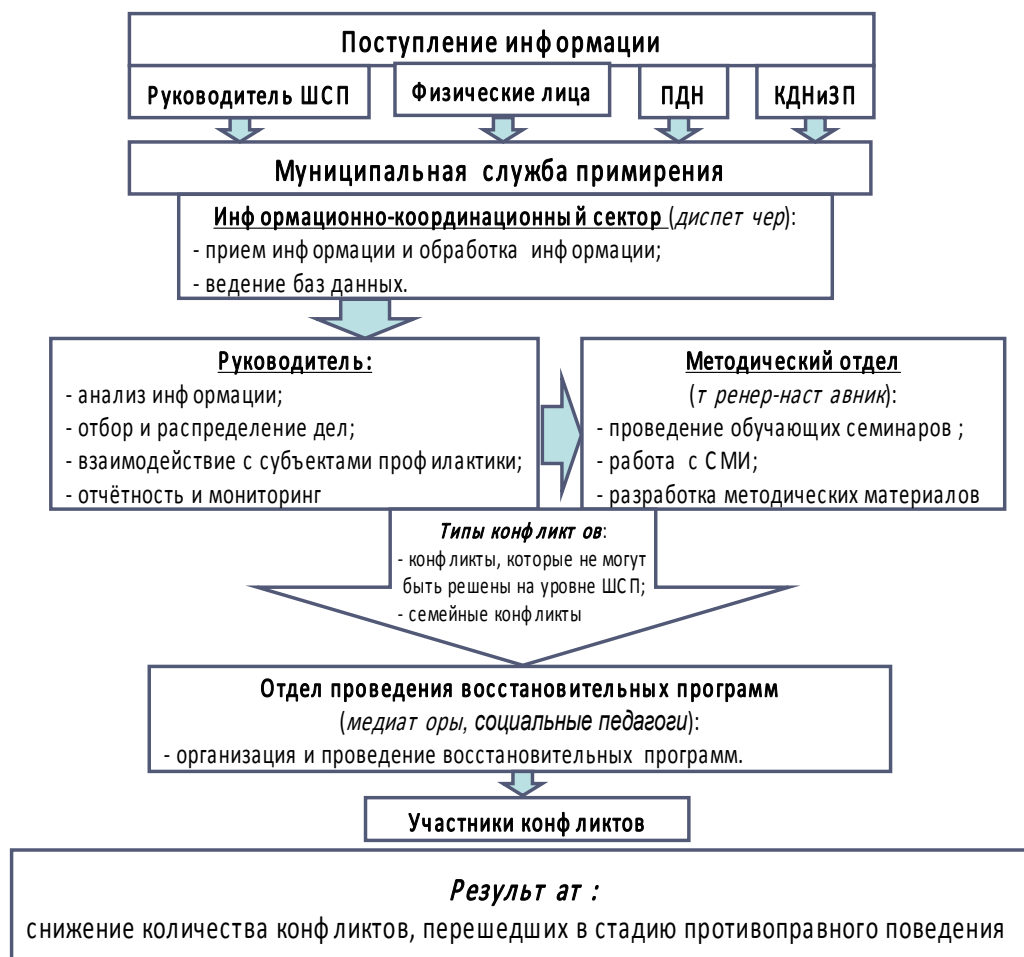 Поступление информации
Руководитель ШСП
Физические лица
ПДН
КДНиЗП
Муниципальная служба примирения
Информационно-координационный сектор (диспетчер):
- прием информации и обработка информации;
- ведение баз данных.
Руководитель:
- анализ информации;
- отбор и распределение дел;
- взаимодействие с субъектами профилактики;
- отчётность и мониторинг
Методический отдел
(тренер-наставник):
- проведение обучающих семинаров ;
- работа с СМИ;
- разработка методических материалов
Типы конфликтов:
- конфликты, которые не могут
быть решены на уровне ШСП;
- семейные конфликты
Отдел проведения восстановительных программ
(медиаторы, социальные педагоги):
- организация и проведение восстановительных программ.
Участники конфликтов
Результат :
снижение количества конфликтов, перешедших в стадию противоправного поведения